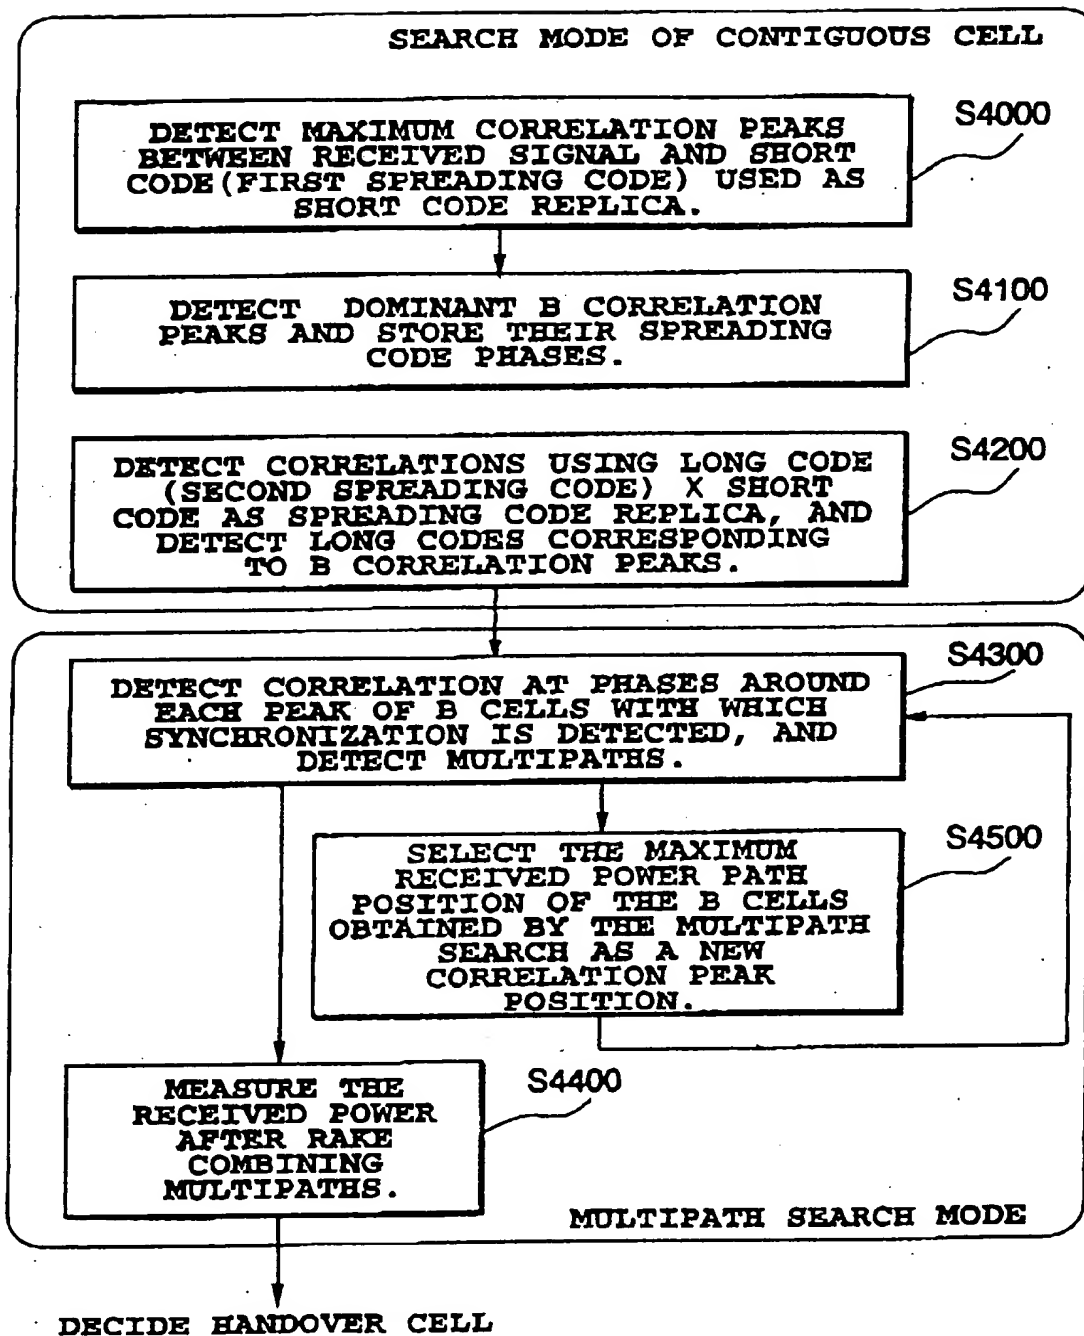 SEARCH MODE OF CONTIGUOUS CELL
S4000
DETECT MAXIMUM CORRELATION PEAKS
BETWEEN RECEIVED SIGNAL AND SHORT
CODE(FIRST SPREADING CODE) USED AS
SHORT CODE REPLICA.
S4100
DETECT DOMINANT B CORRELATION
PEAKS AND STORE THEIR SPREADING
CODE PHASES.
S4200
DETECT CORRELATIONS USING LONG CODE
(SECOND SPREADING CODE) X SHORT
CODE AS SPREADING CODE REPLICA, AND
DETECT LONG CODES CORRESPONDING
TO B CORRELATION PEAKS.
S4300
DETECT CORRELATION AT PHASES AROUND
EACH PEAK OF B CELLS WITH WHICH
SYNCHRONIZATION IS DETECTED, AND
DETECT MULTIPATHS.
S4500
SELECT THE MAXIMUM
RECEIVED POWER PATH
POSITION OF THE B CELLS
OBTAINED BY THE MULTIPATH
SEARCH AS A NEW
CORRELATION PEAK
POSITION.
S4400
MEASURE THE
RECEIVED POWER
AFTER RAKE
COMBINING
MULTIPATHS.
MULTIPATH SEARCH MODE
DECIDE HANDOVER CELL